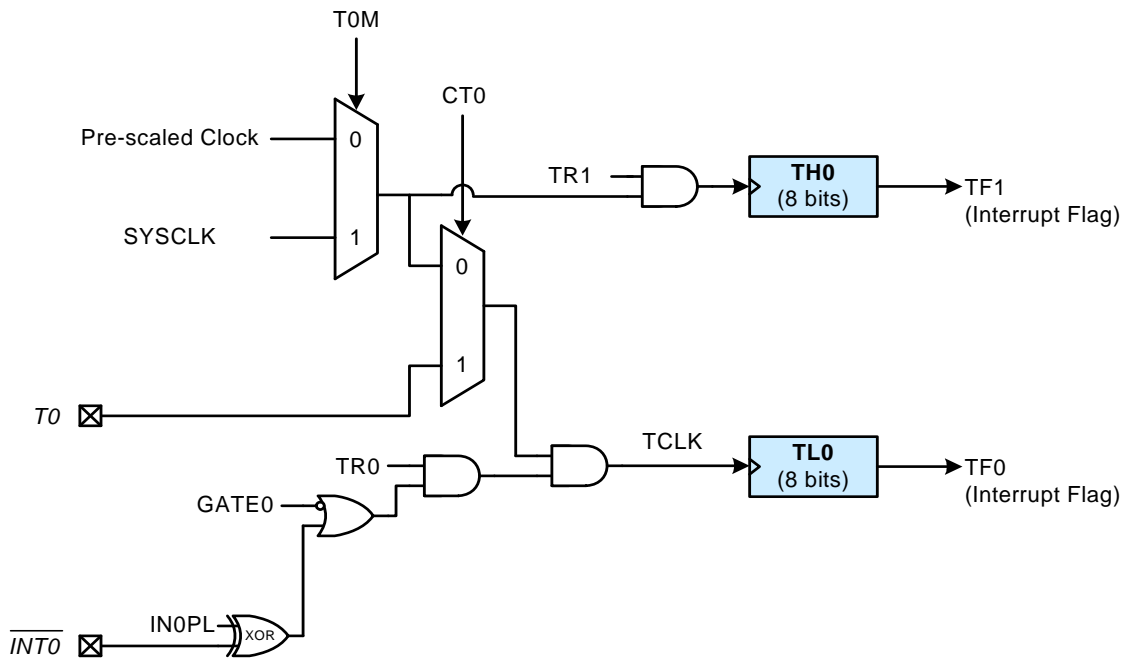 T0M
CT0
Pre-scaled Clock
0
TR1
TH0
(8 bits)
TF1
(Interrupt Flag)
SYSCLK
1
0
1
T0
TCLK
TL0
(8 bits)
TF0
(Interrupt Flag)
TR0
GATE0
IN0PL
XOR
INT0